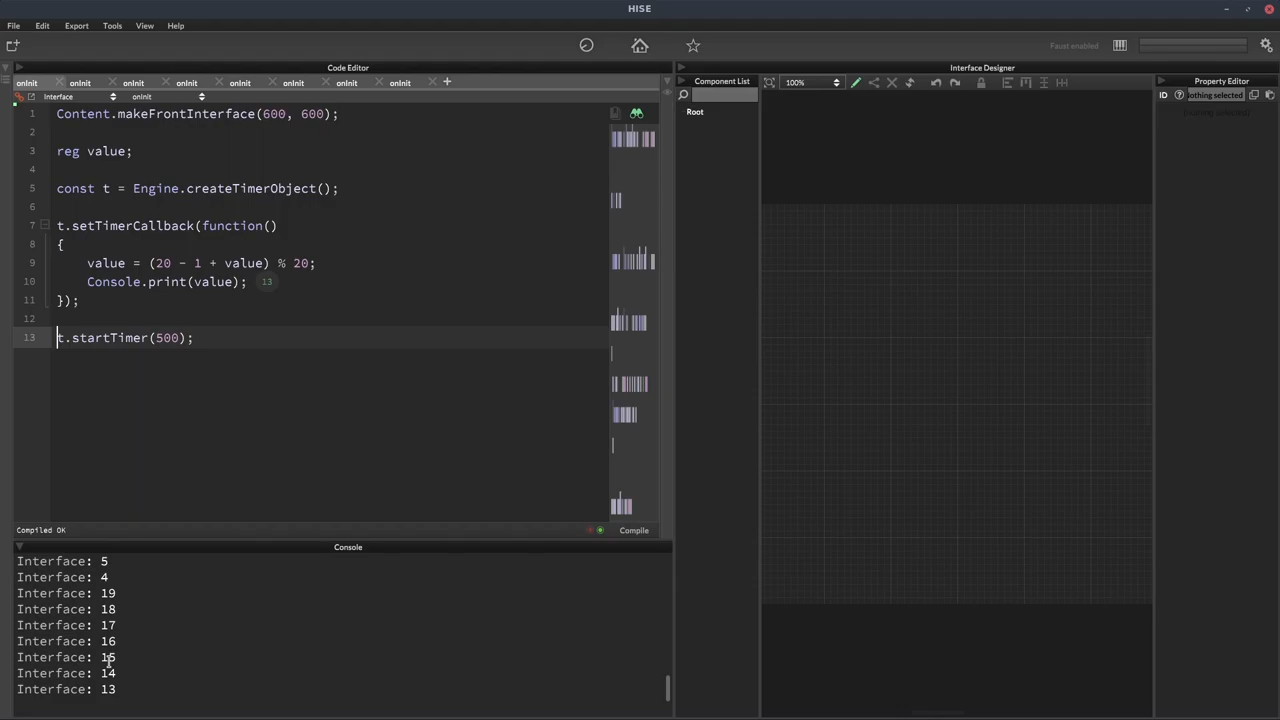 HISE
File Edit Export Tools View Help
Faust enabled
Code Editor
Interface Designer
onInit onInit onInit onInit onInit onInit onInit onInit
Component List
100%
Property Editor
Interface onInit
ID nothing selected
1 Content.makeFrontInterface(600, 600);
Root
2
3 reg value;
4
5 const t = Engine.createTimerObject();
6
7 t.setTimerCallback(function()
8 {
9 value = (20 - 1 + value) % 20;
10 Console.print(value); 13
11 });
12
13 t.startTimer(500);
Compiled OK
Compile
Console
Interface: 5
Interface: 4
Interface: 19
Interface: 18
Interface: 17
Interface: 16
Interface: 15
Interface: 14
Interface: 13